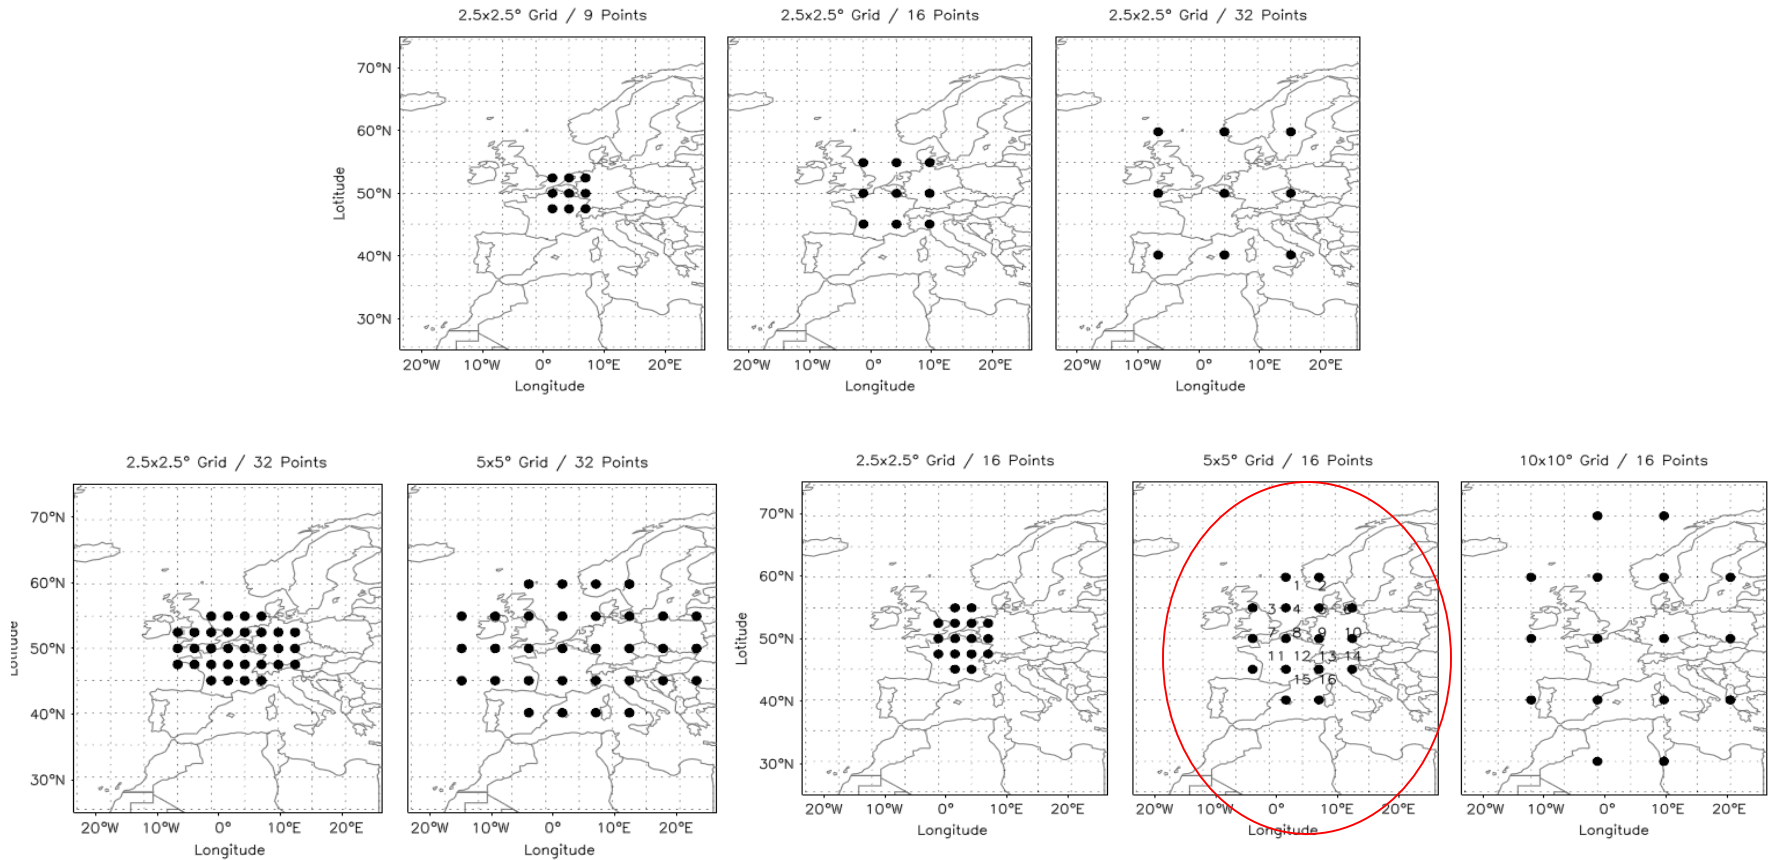 2.5x2.5° Grid / 9 Points
2.5x2.5° Grid / 16 Points
2.5x2.5° Grid / 32 Points
70°N
60°N
50°N
40°N
30°N
Lotitude
20°W 10°W 0° 10°E 20°E
20°W 10°W 0° 10°E 20°E
20°W 10°W 0° 10°E 20°E
Longitude
Longitude
Longitude
2.5x2.5° Grid / 32 Points
5x5° Grid / 32 Points
2.5x2.5° Grid / 16 Points
5x5° Grid / 16 Points
10x10° Grid / 16 Points
70°N
60°N
50°N
40°N
30°N
Lotitude
20°W 10°W 0° 10°E 20°E
Longitude
20°W 10°W 0° 10°E 20°E
Longitude
70°N
60°N
50°N
40°N
30°N
Lotitude
20°W 10°W 0° 10°E 20°E
Longitude
1 2
3 4
7 8 9 10
11 12 13 14
15 16
20°W 10°W 0° 10°E 20°E
Longitude
20°W 10°W 0° 10°E 20°E
Longitude